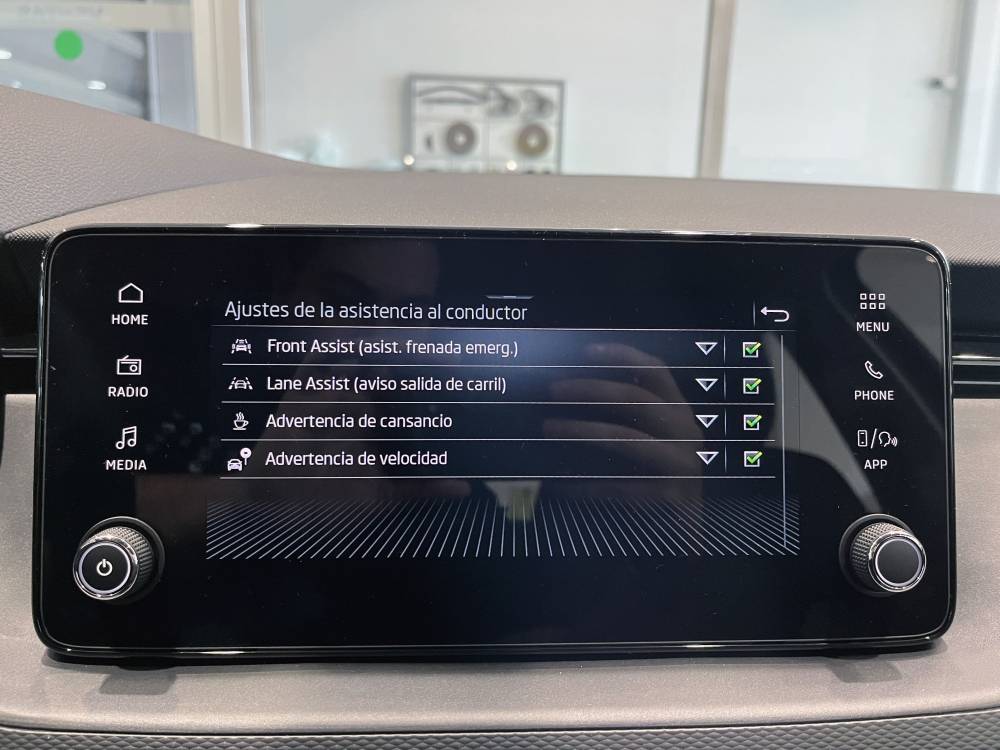 HOME
RADIO
MEDIA
Ajustes de la asistencia al conductor
Front Assist (asist. frenada emerg.)
Lane Assist (aviso salida de carril)
Advertencia de cansancio
Advertencia de velocidad
MENU
PHONE
APP